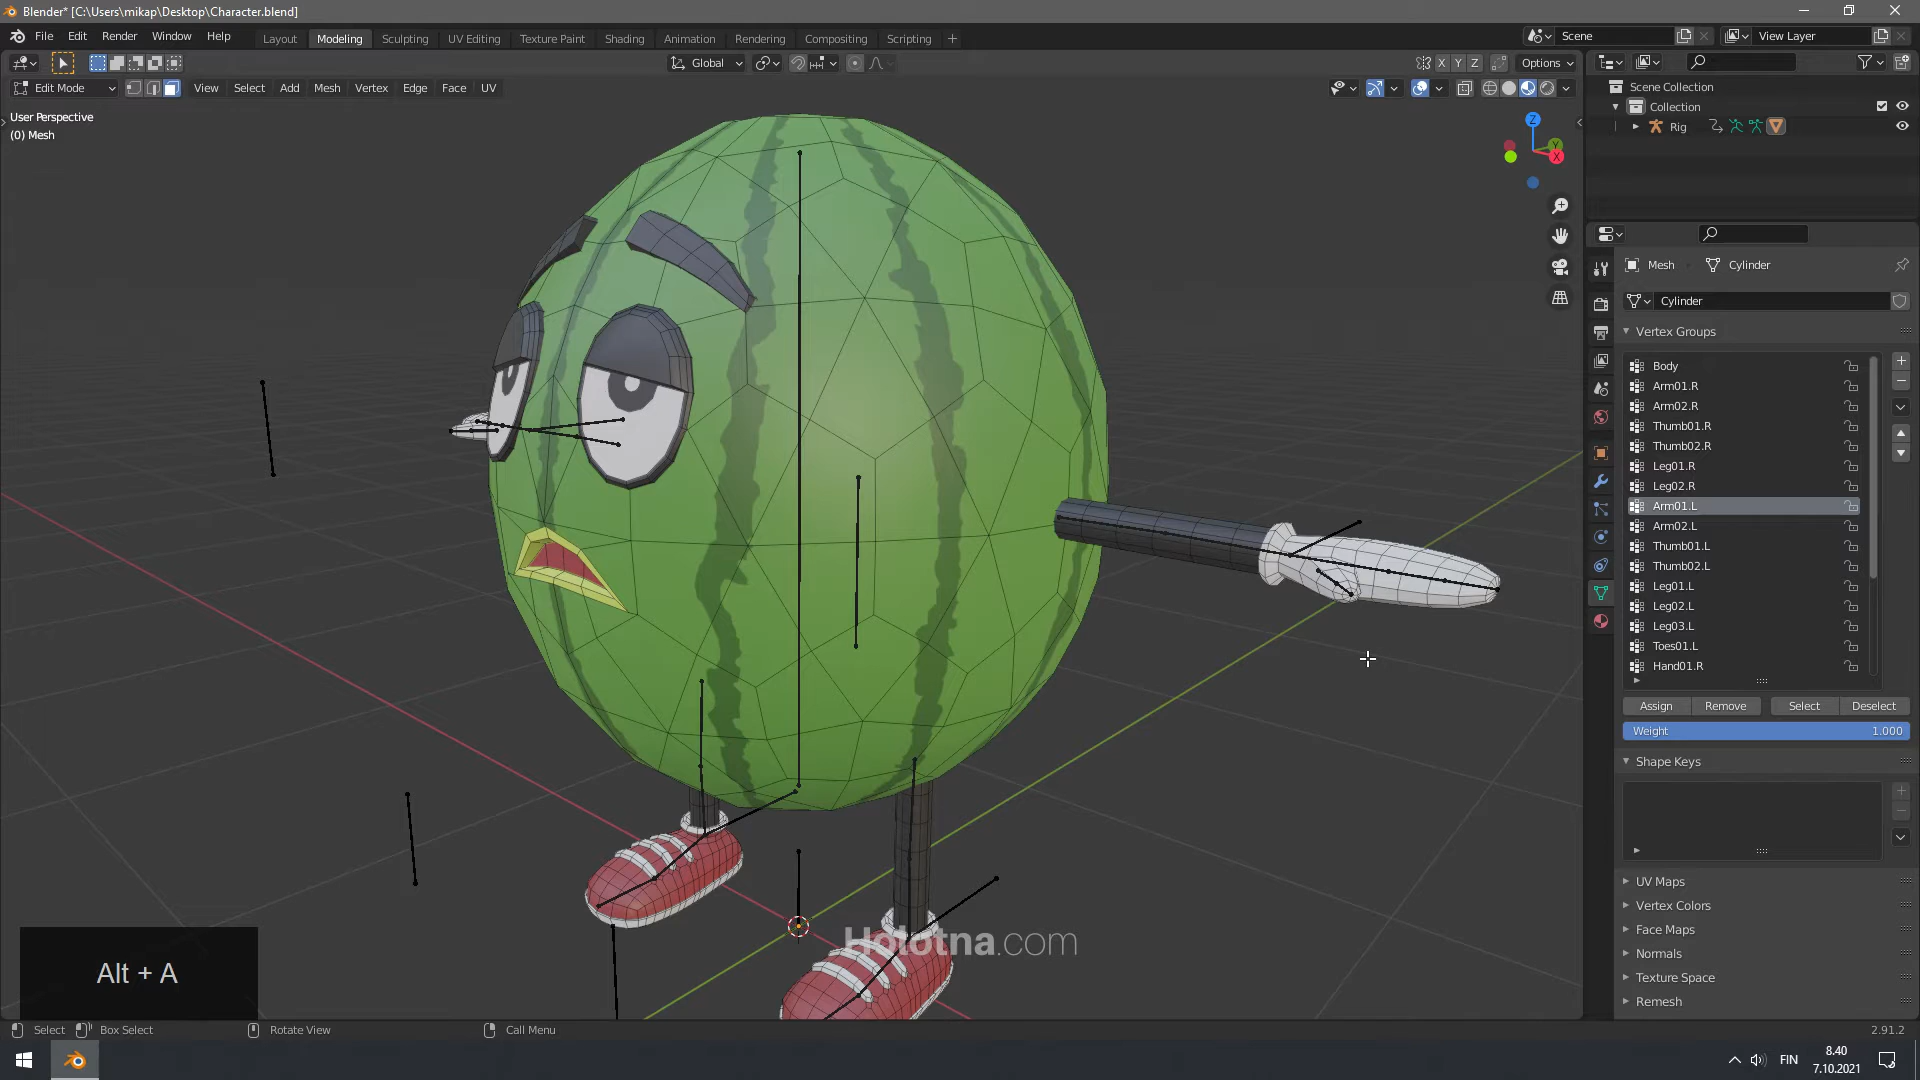 Blender* [C:\Users\mikap\Desktop\Character.blend]
File Edit Render Window Help
Layout Modeling Sculpting UV Editing Texture Paint Shading Animation Rendering Compositing Scripting +
Scene
View Layer
Global
X Y Z
Options
Edit Mode
View Select Add Mesh Vertex Edge Face UV
User Perspective
(0) Mesh
Z
Y
X
Scene Collection
Collection
Rig
Mesh
Cylinder
Cylinder
Vertex Groups
Body
Arm01.R
Arm02.R
Thumb01.R
Thumb02.R
Leg01.R
Leg02.R
Arm01.L
Arm02.L
Thumb01.L
Thumb02.L
Leg01.L
Leg02.L
Leg03.L
Toes01.L
Hand01.R
Assign Remove Select Deselect
Weight 1.000
Shape Keys
UV Maps
Vertex Colors
Face Maps
Normals
Texture Space
Remesh
Holotna.com
Alt + A
Select Box Select Rotate View Call Menu
2.91.2
FIN
8.40
7.10.2021